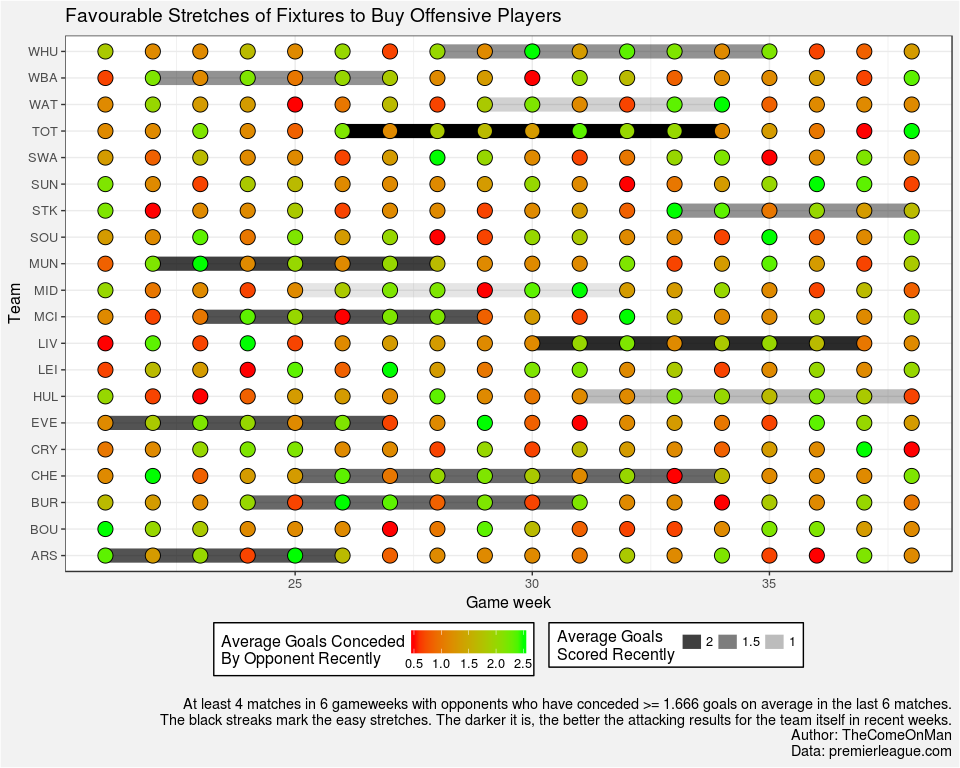 Favourable Stretches of Fixtures to Buy Offensive Players
Team
WHU
WBA
WAT
TOT
SWA
SUN
STK
SOU
MUN
MID
MCI
LIV
LEI
HUL
EVE
CRY
CHE
BUR
BOU
ARS
25 30 35
Game week
Average Goals Conceded
By Opponent Recently
0.5 1.0 1.5 2.0 2.5
Average Goals
Scored Recently
2 1.5 1
At least 4 matches in 6 gameweeks with opponents who have conceded >= 1.666 goals on average in the last 6 matches.
The black streaks mark the easy stretches. The darker it is, the better the attacking results for the team itself in recent weeks.
Author: TheComeOnMan
Data: premierleague.com